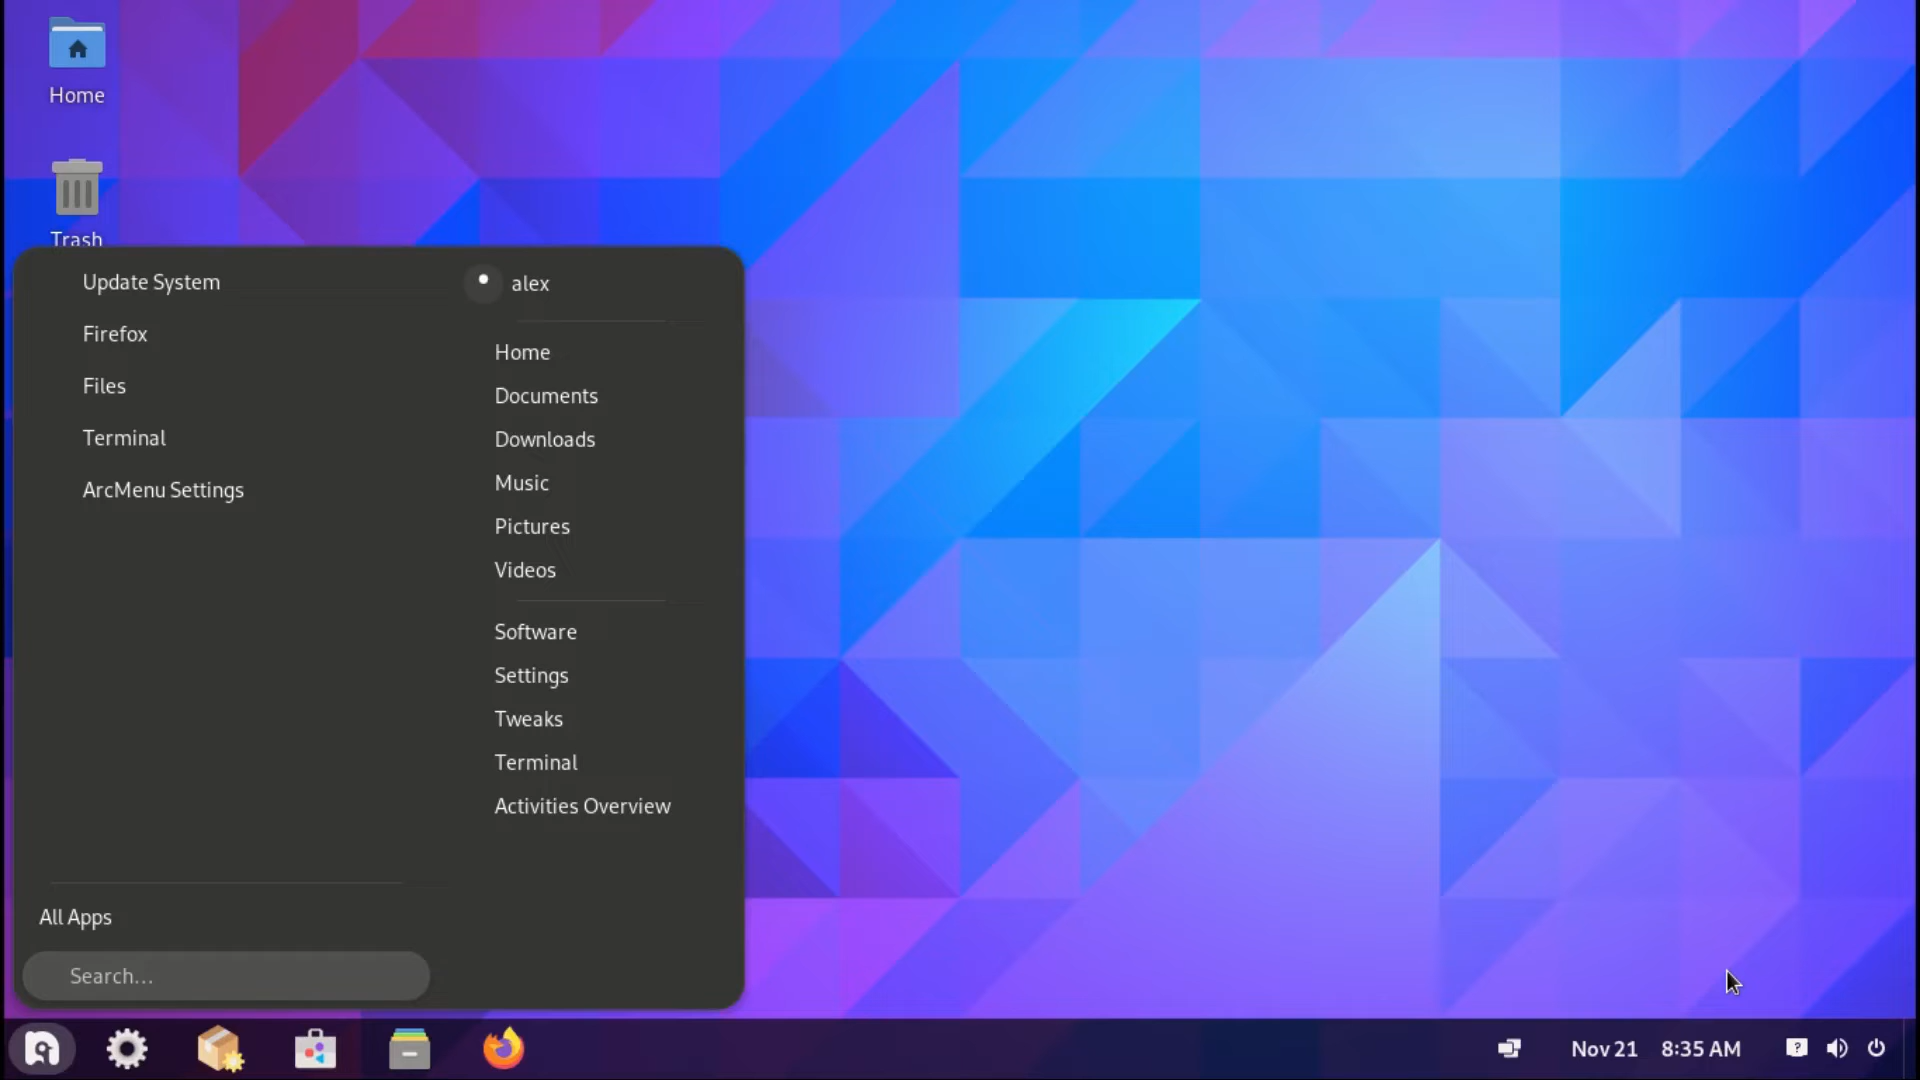 Home
Trash
Update System
Firefox
Files
Terminal
ArcMenu Settings
All Apps
Search...
alex
Home
Documents
Downloads
Music
Pictures
Videos
Software
Settings
Tweaks
Terminal
Activities Overview
Nov 21 8:35 AM
?